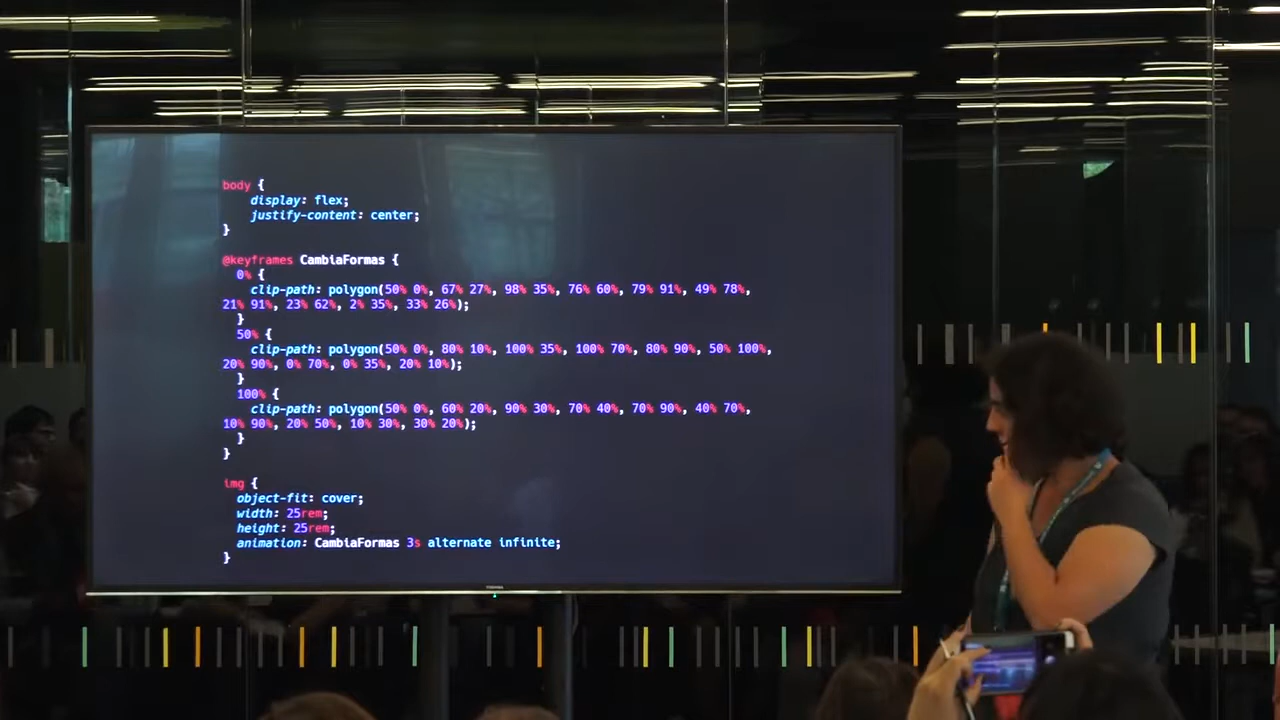 body {
display: flex;
justify-content: center;
}
@keyframes CambiaFormas {
0% {
clip-path: polygon(50% 0%, 67% 27%, 98% 35%, 76% 60%, 79% 91%, 49% 78%,
21% 91%, 23% 62%, 2% 35%, 33% 26%);
}
50% {
clip-path: polygon(50% 0%, 80% 10%, 100% 35%, 100% 70%, 80% 90%, 50% 100%,
20% 90%, 0% 70%, 0% 35%, 20% 10%);
}
100% {
clip-path: polygon(50% 0%, 60% 20%, 90% 30%, 70% 40%, 70% 90%, 40% 70%,
10% 90%, 20% 50%, 10% 30%, 30% 20%);
}
}
img {
object-fit: cover;
width: 25rem;
height: 25rem;
animation: CambiaFormas 3s alternate infinite;
}
TOSHIBA